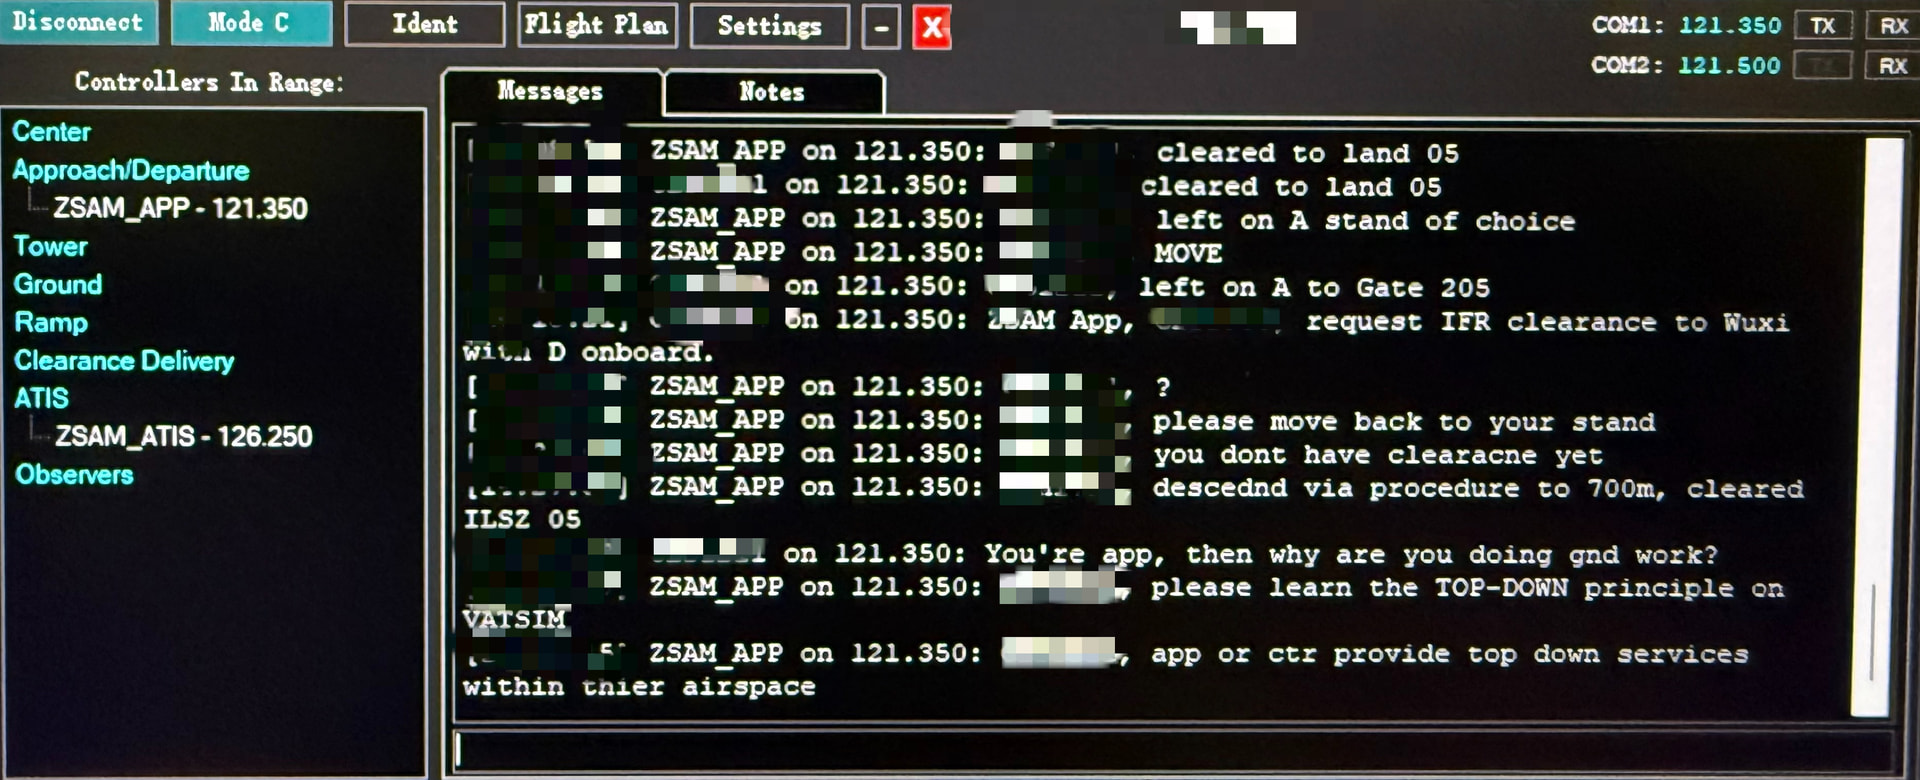 Disconnect Mode C Ident Flight Plan Settings - X
COM1: 121.350 TX RX
COM2: 121.500 TX RX
Controllers In Range:
Messages Notes
Center
Approach/Departure
ZSAM_APP - 121.350
Tower
Ground
Ramp
Clearance Delivery
ATIS
ZSAM_ATIS - 126.250
Observers
ZSAM_APP on 121.350: cleared to land 05
on 121.350: cleared to land 05
ZSAM_APP on 121.350: left on A stand of choice
ZSAM_APP on 121.350: MOVE
on 121.350: left on A to Gate 205
on 121.350: ZSAM App, request IFR clearance to Wuxi
with D onboard.
[ ZSAM_APP on 121.350: , ?
[ ZSAM_APP on 121.350: , please move back to your stand
ZSAM_APP on 121.350: , you dont have clearacne yet
ZSAM_APP on 121.350: descednd via procedure to 700m, cleared
ILSZ 05
on 121.350: You're app, then why are you doing gnd work?
ZSAM_APP on 121.350: , please learn the TOP-DOWN principle on
VATSIM
ZSAM_APP on 121.350: , app or ctr provide top down services
within thier airspace